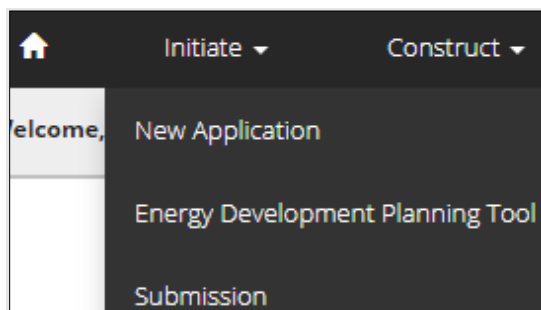 Initiate Construct
New Application
Energy Development Planning Tool
Submission